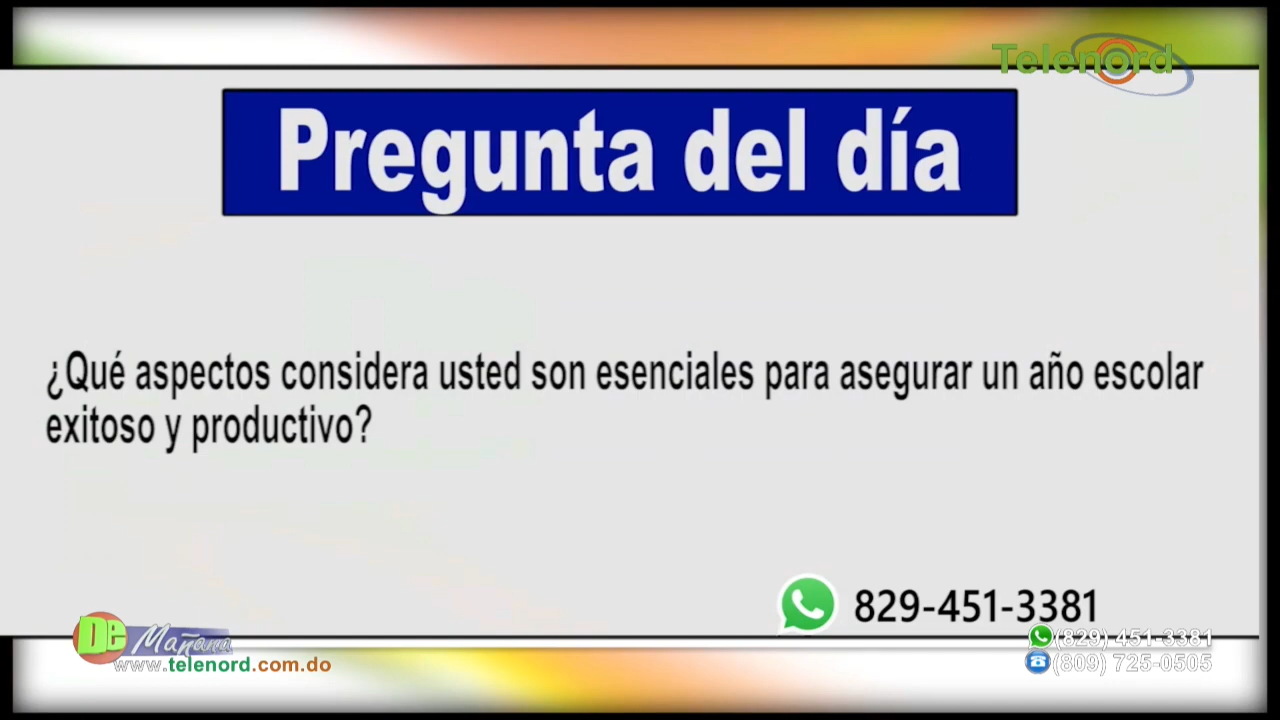 Telenord
Pregunta del día
¿Qué aspectos considera usted son esenciales para asegurar un año escolar
exitoso y productivo?
829-451-3381
De Mañana
www.telenord.com.do
(829) 451-3381
(809) 725-0505